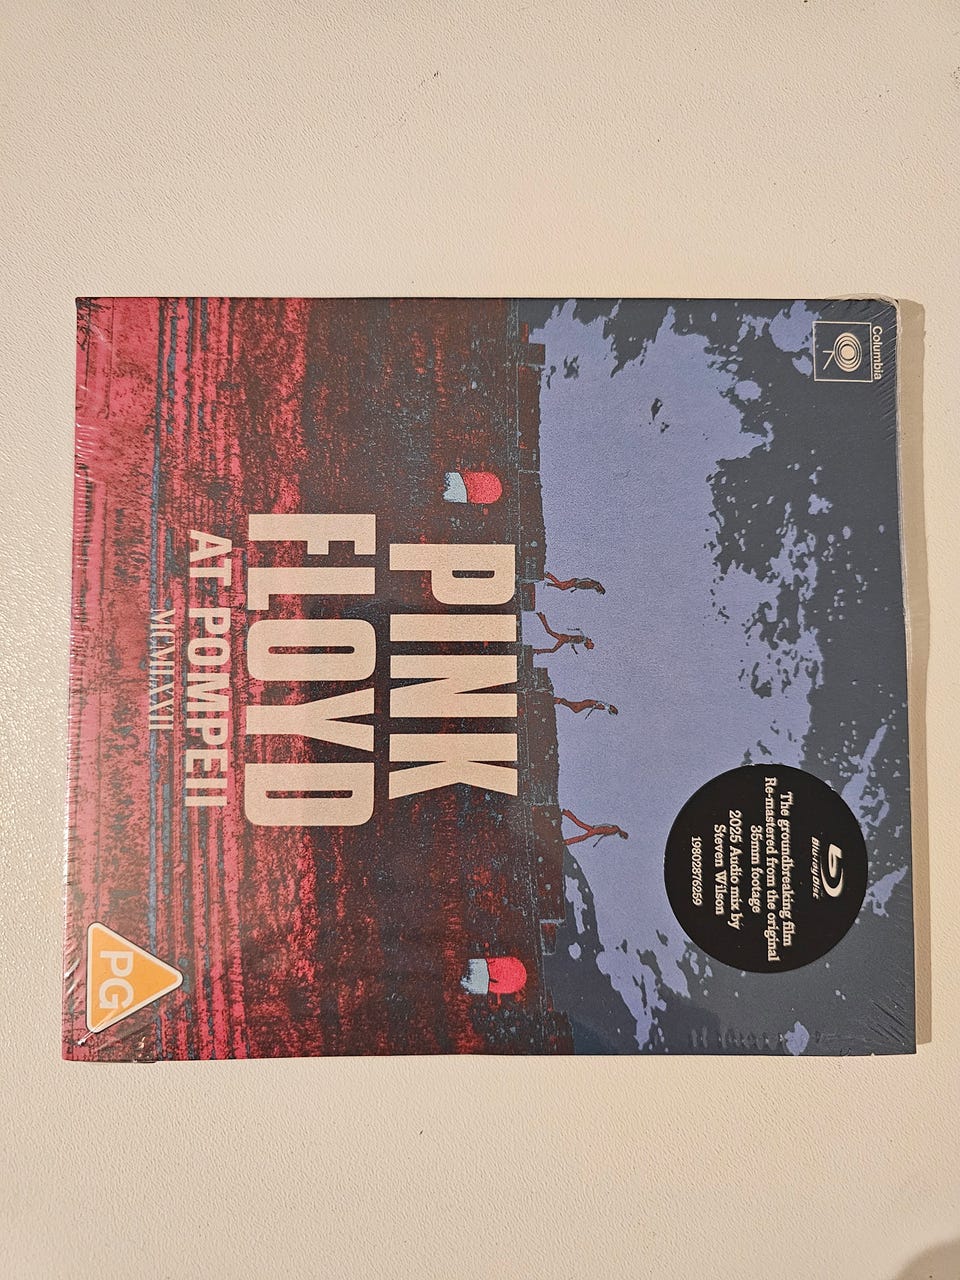 Columbia
PINK
FLOYD
AT POMPEII
MCMLXXII
Blu-ray Disc
The groundbreaking film
Re-mastered from the original
35mm footage
2025 Audio mix by
Steven Wilson
19802876259
PG